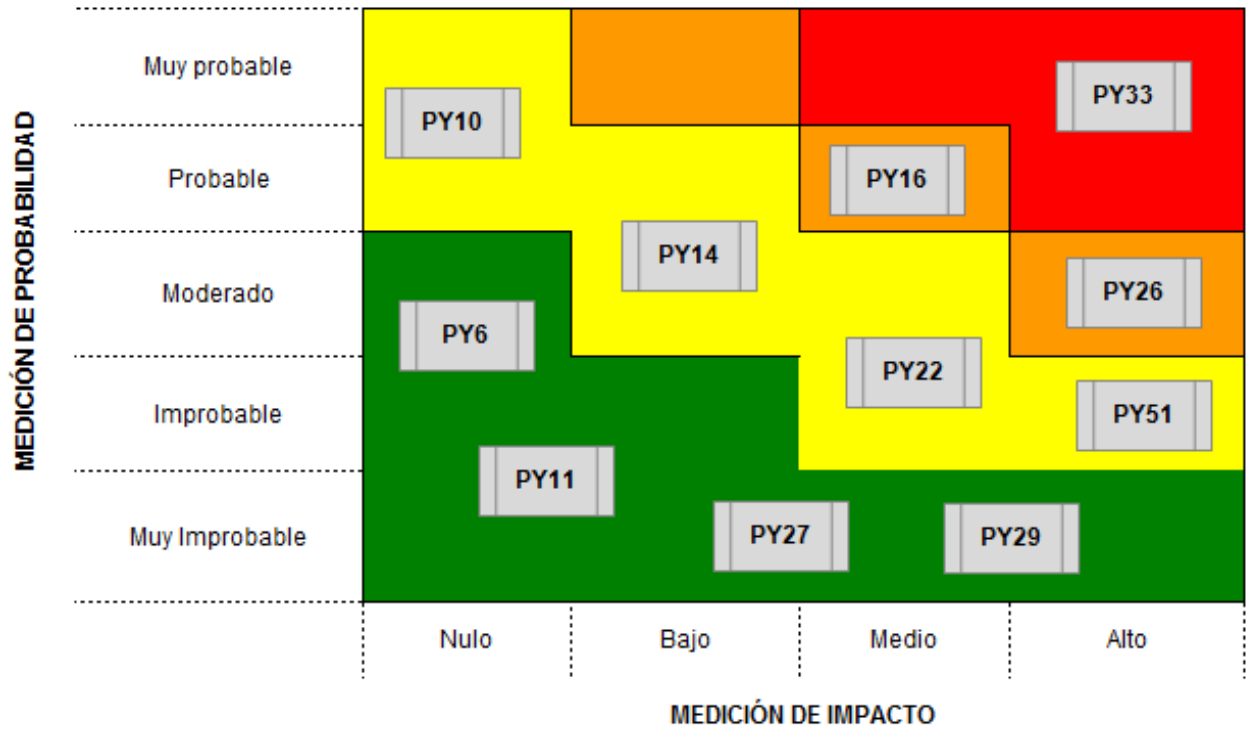 MEDICIÓN DE PROBABILIDAD
Muy probable
PY33
PY10
Probable
PY16
PY14
Moderado
PY26
PY6
PY22
Improbable
PY51
PY11
Muy Improbable
PY27
PY29
Nulo
Bajo
Medio
Alto
MEDICIÓN DE IMPACTO